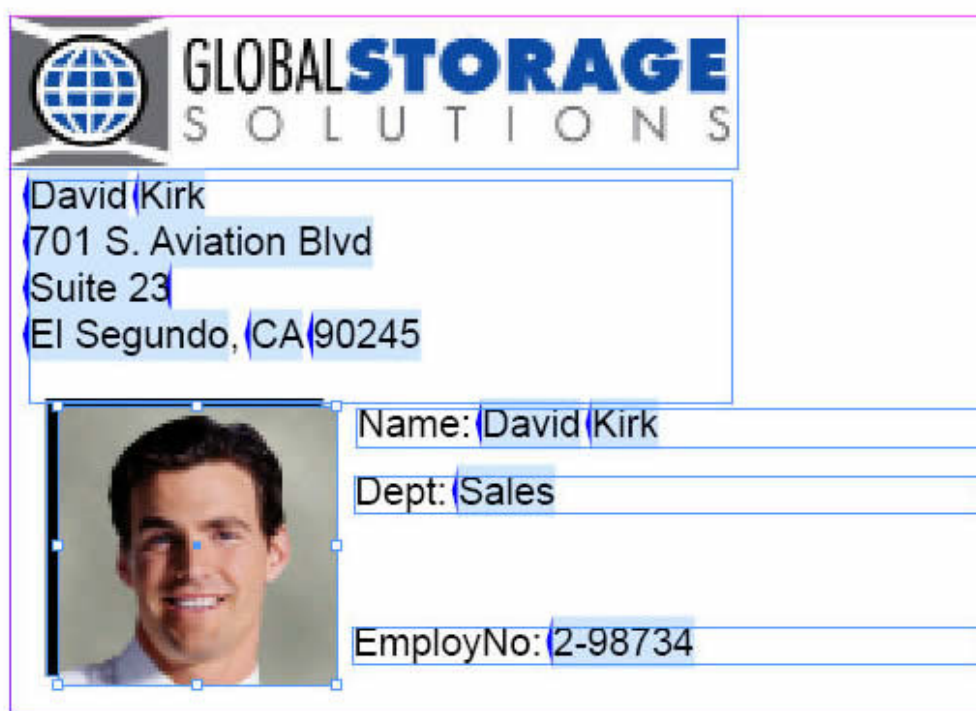 GLOBALSTORAGE
SOLUTIONS
David Kirk
701 S. Aviation Blvd
Suite 23
El Segundo, CA 90245
Name: David Kirk
Dept: Sales
EmployNo: 2-98734